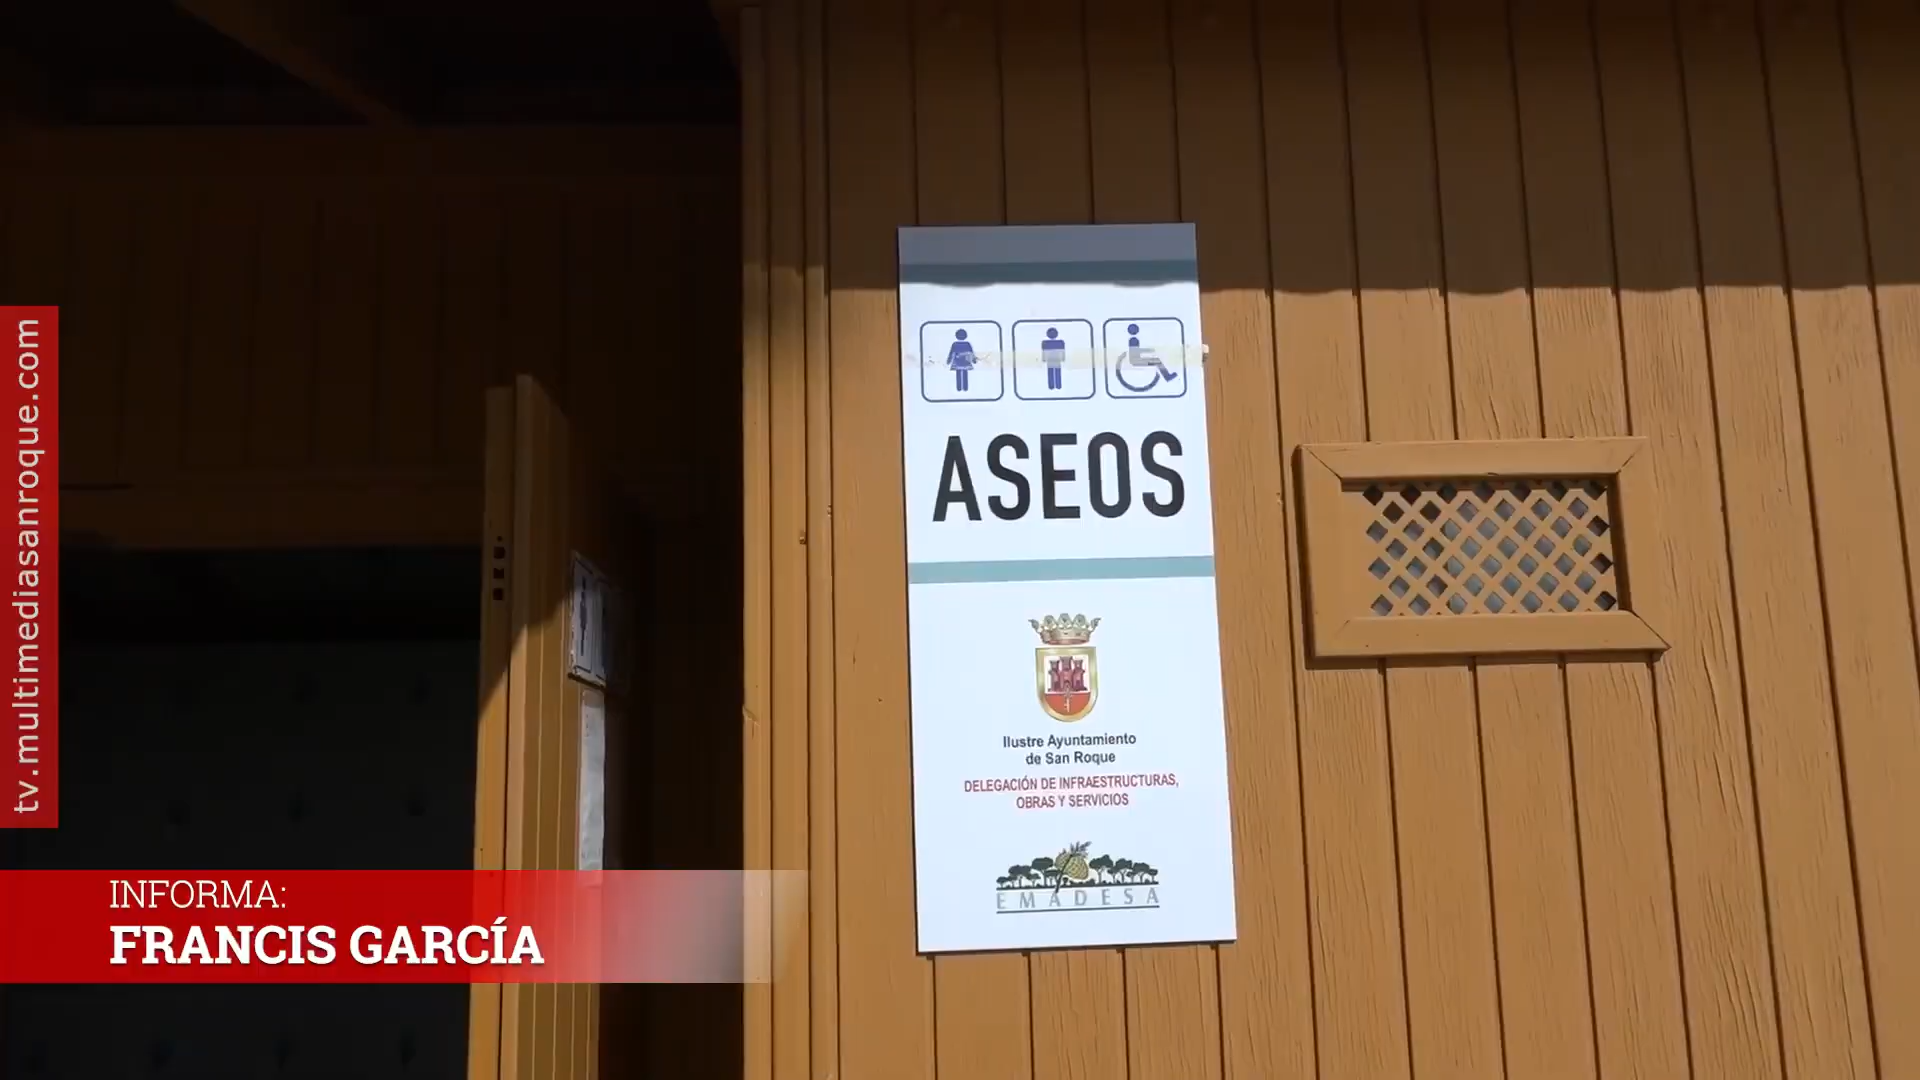 tv.multimediasanroque.com
ASEOS
Ilustre Ayuntamiento
de San Roque
DELEGACIÓN DE INFRAESTRUCTURAS,
OBRAS Y SERVICIOS
EMADESA
INFORMA:
FRANCIS GARCÍA